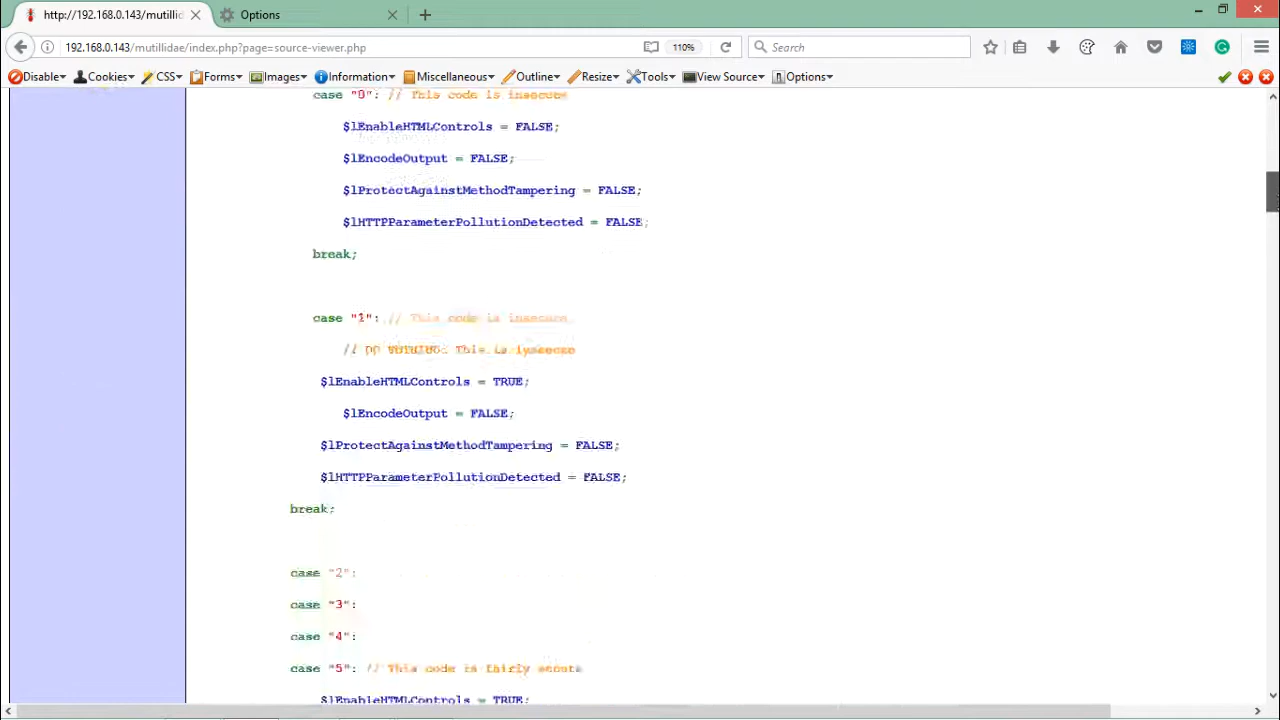 http://192.168.0.143/mutillid
Options
192.168.0.143/mutillidae/index.php?page=source-viewer.php
110%
Search
Disable
Cookies
CSS
Forms
Images
Information
Miscellaneous
Outline
Resize
Tools
View Source
Options
case "0": // This code is insecure
$lEnableHTMLControls = FALSE;
$lEncodeOutput = FALSE;
$lProtectAgainstMethodTampering = FALSE;
$lHTTPParameterPollutionDetected = FALSE;
break;
case "1": // This code is insecure
// This is
$lEnableHTMLControls = TRUE;
$lEncodeOutput = FALSE;
$lProtectAgainstMethodTampering = FALSE;
$lHTTPParameterPollutionDetected = FALSE;
break;
case "2":
case "3":
case "4":
case "5": // This code is fairly
$lEnableHTMLControls = TRUE;